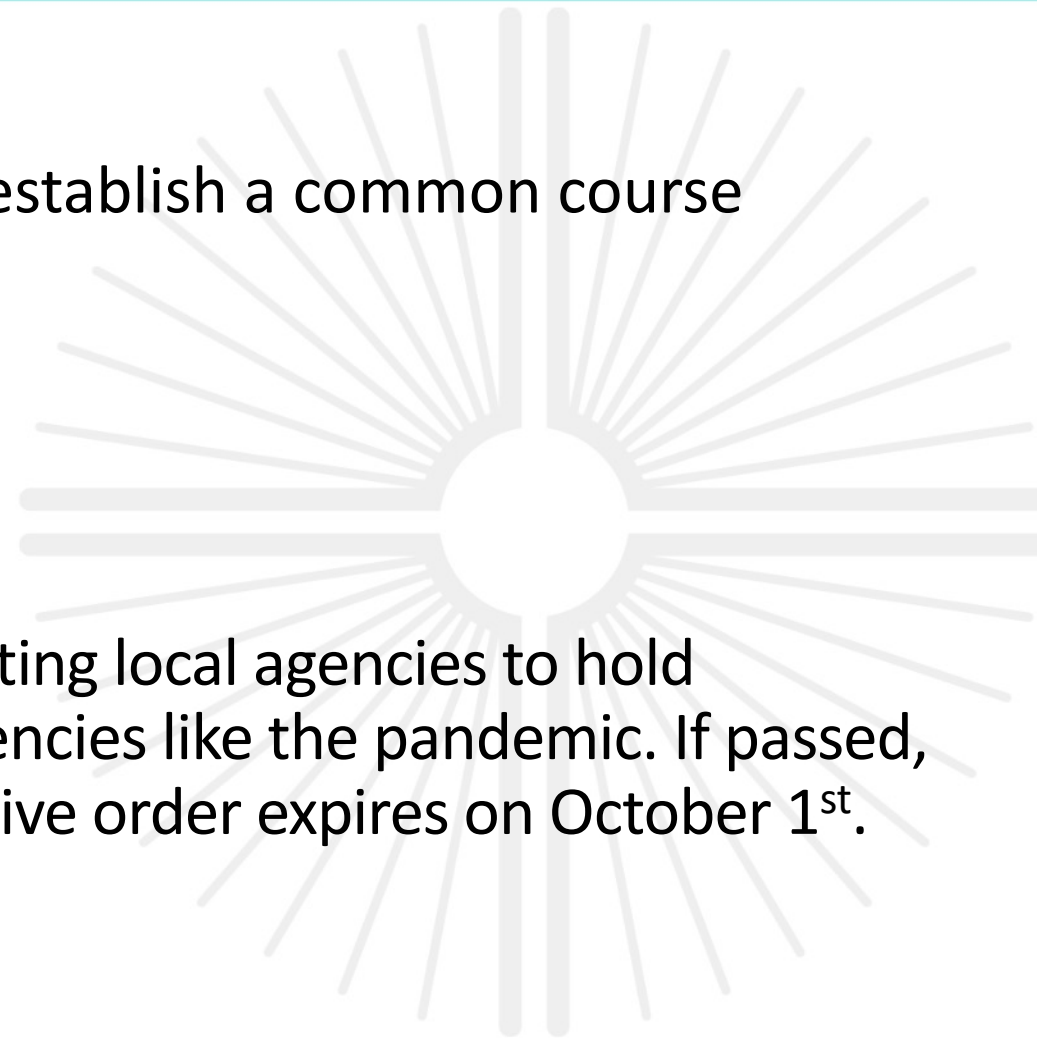 establish a common course
ting local agencies to hold
encies like the pandemic. If passed,
ive order expires on October 1st.